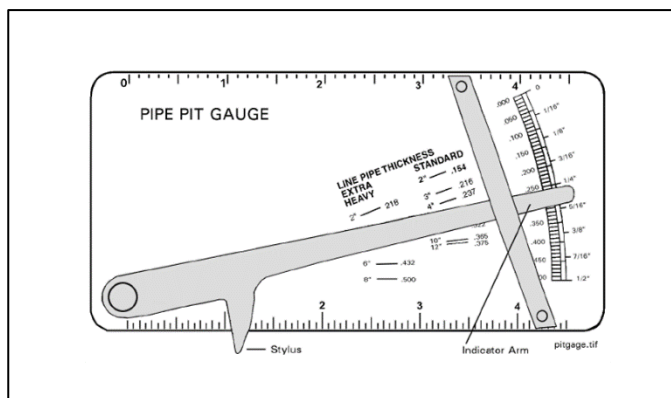 0 1 2 3 4
PIPE PIT GAUGE
LINE PIPE THICKNESS
EXTRA STANDARD
HEAVY
2" .154
2" .218
3" .216
4" .237
10" .365
12" .375
6" .432
8" .500
.000 0
.050 1/16"
.100 1/8"
.150 3/16"
.200 1/4"
.250 5/16"
.350 3/8"
.400 7/16"
1/2"
2 3 4
Stylus
Indicator Arm
pitgage.tif